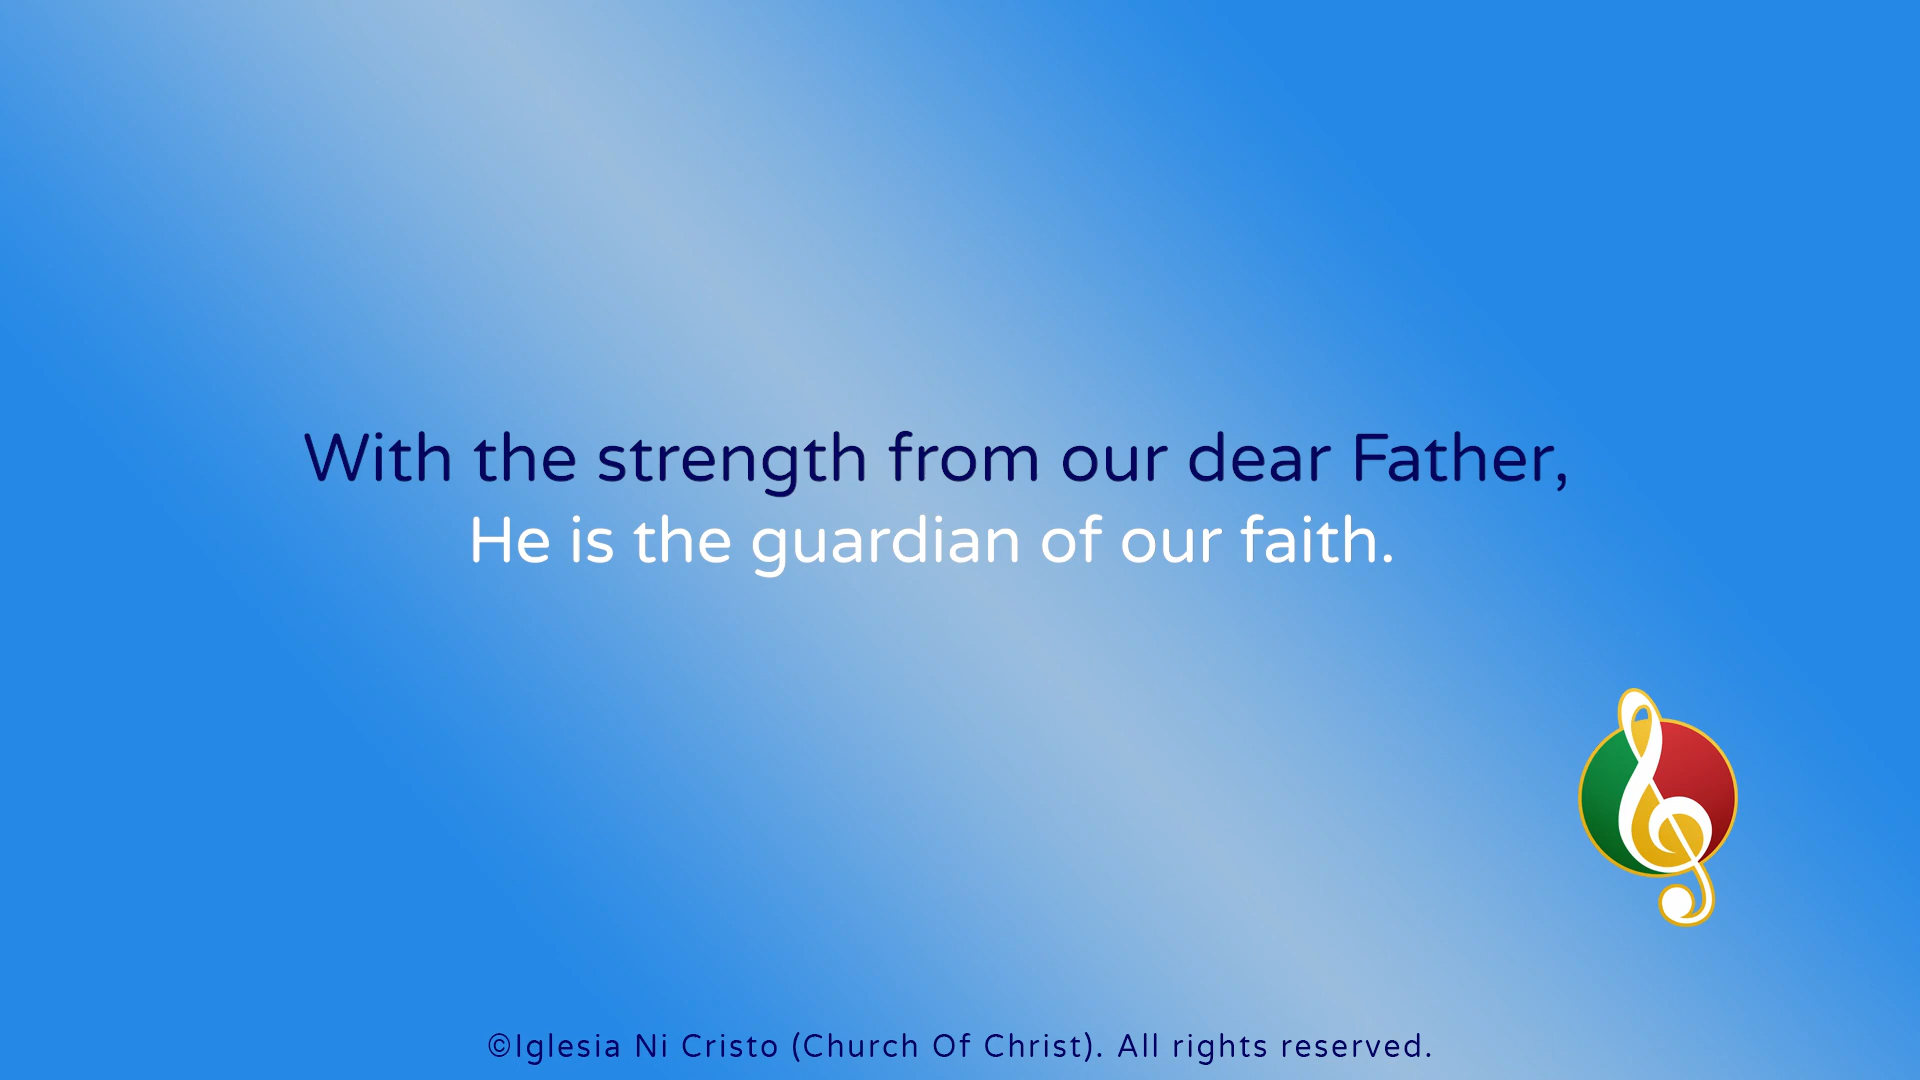 With the strength from our dear Father,
He is the guardian of our faith.
©Iglesia Ni Cristo (Church Of Christ). All rights reserved.